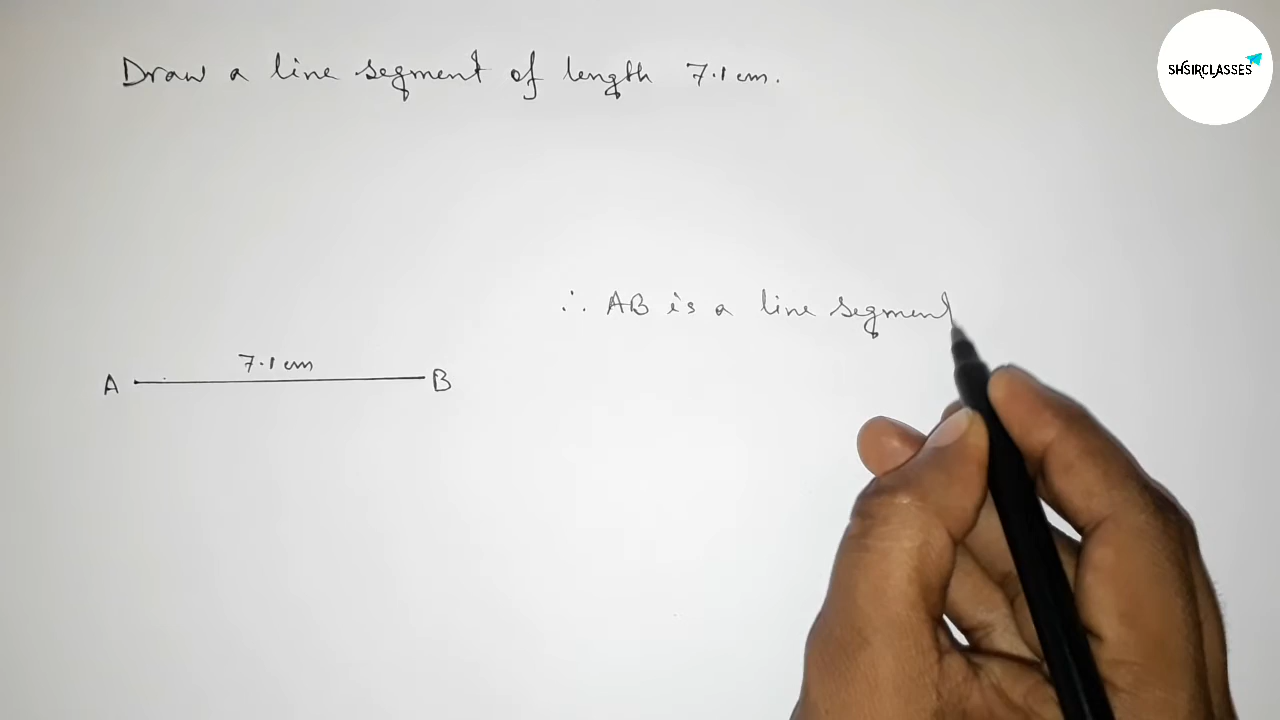 Draw a line segment of length 7.1 cm.
SHSIRCLASSES
∴ AB is a line segment
7.1 cm
A B